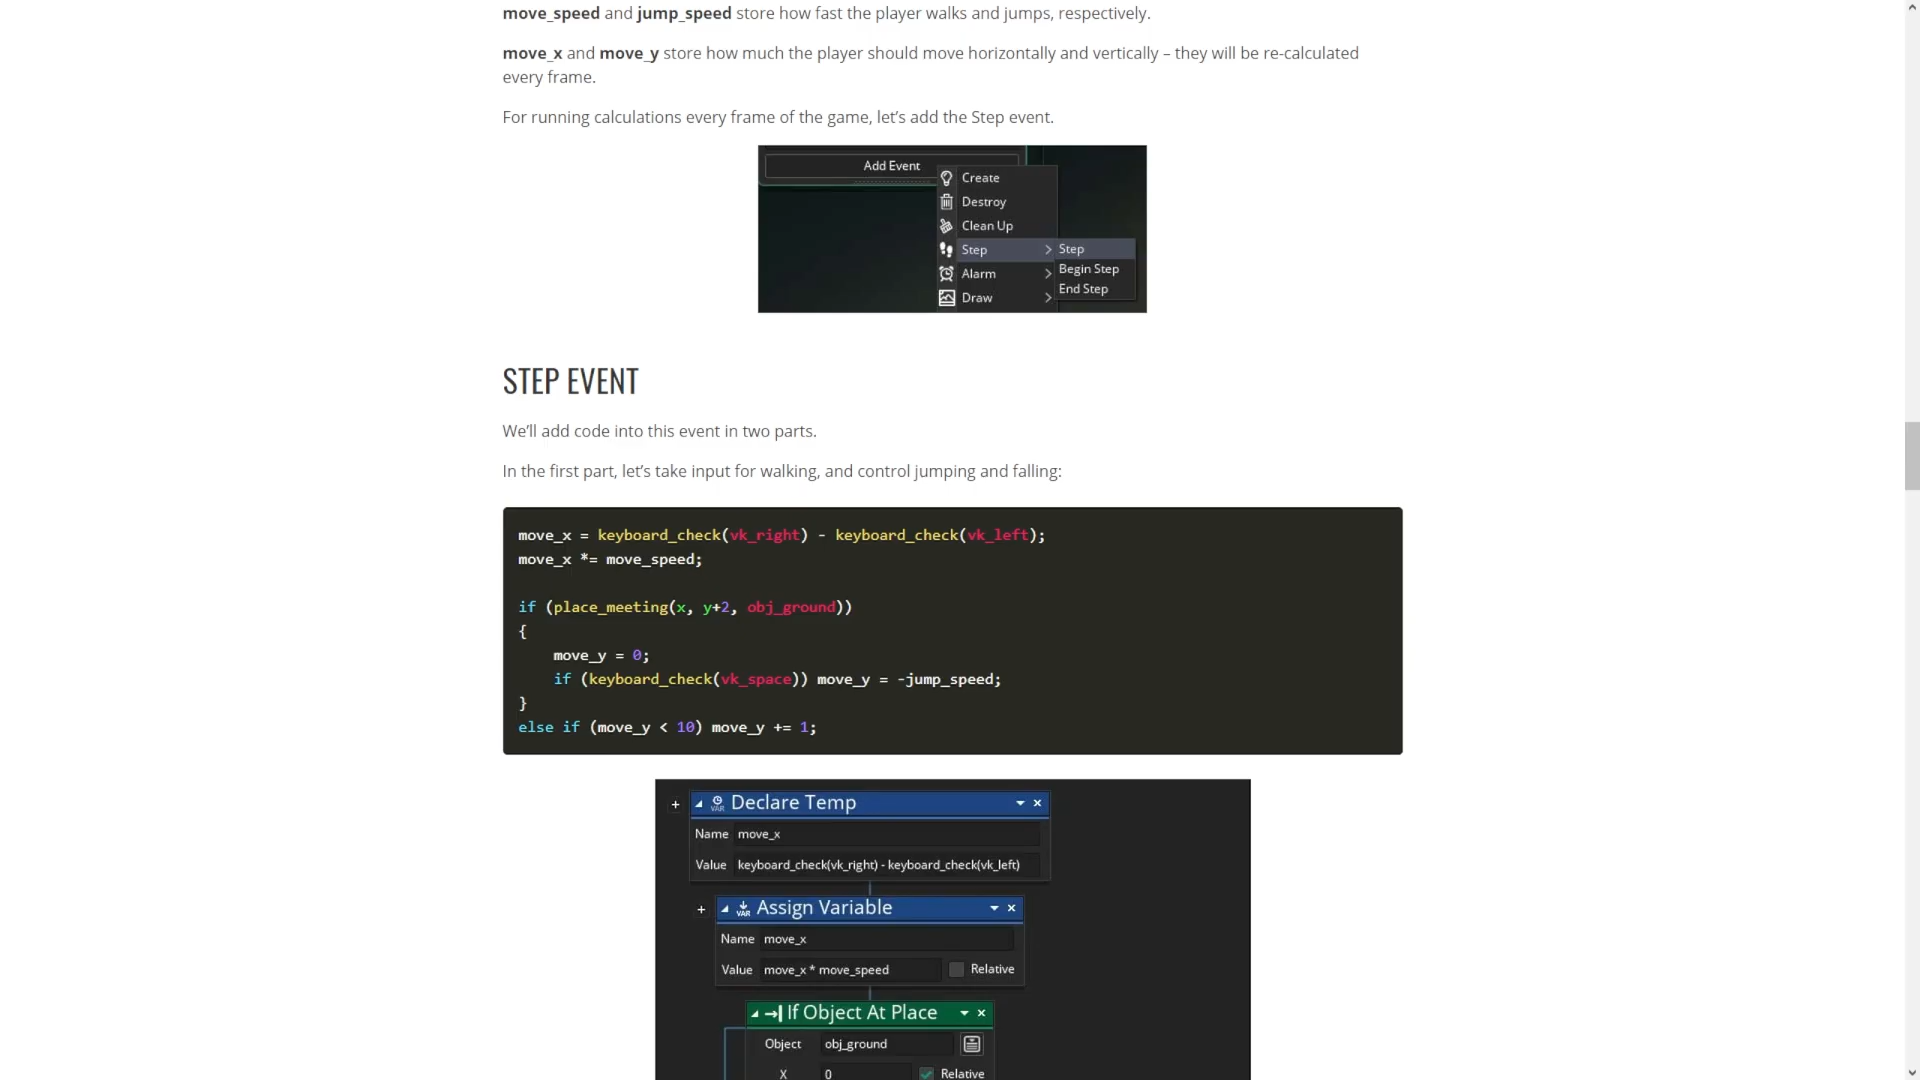 move_speed and jump_speed store how fast the player walks and jumps, respectively.
move_x and move_y store how much the player should move horizontally and vertically – they will be re-calculated
every frame.
For running calculations every frame of the game, let’s add the Step event.
Add Event
Create
Destroy
Clean Up
Step
Step
Begin Step
Alarm
End Step
Draw
STEP EVENT
We’ll add code into this event in two parts.
In the first part, let’s take input for walking, and control jumping and falling:
move_x = keyboard_check(vk_right) - keyboard_check(vk_left);
move_x *= move_speed;
if (place_meeting(x, y+2, obj_ground))
{
    move_y = 0;
    if (keyboard_check(vk_space)) move_y = -jump_speed;
}
else if (move_y < 10) move_y += 1;
+ VAR Declare Temp
Name move_x
Value keyboard_check(vk_right) - keyboard_check(vk_left)
+ VAR Assign Variable
Name move_x
Value move_x * move_speed Relative
If Object At Place
Object obj_ground
X 0 Relative